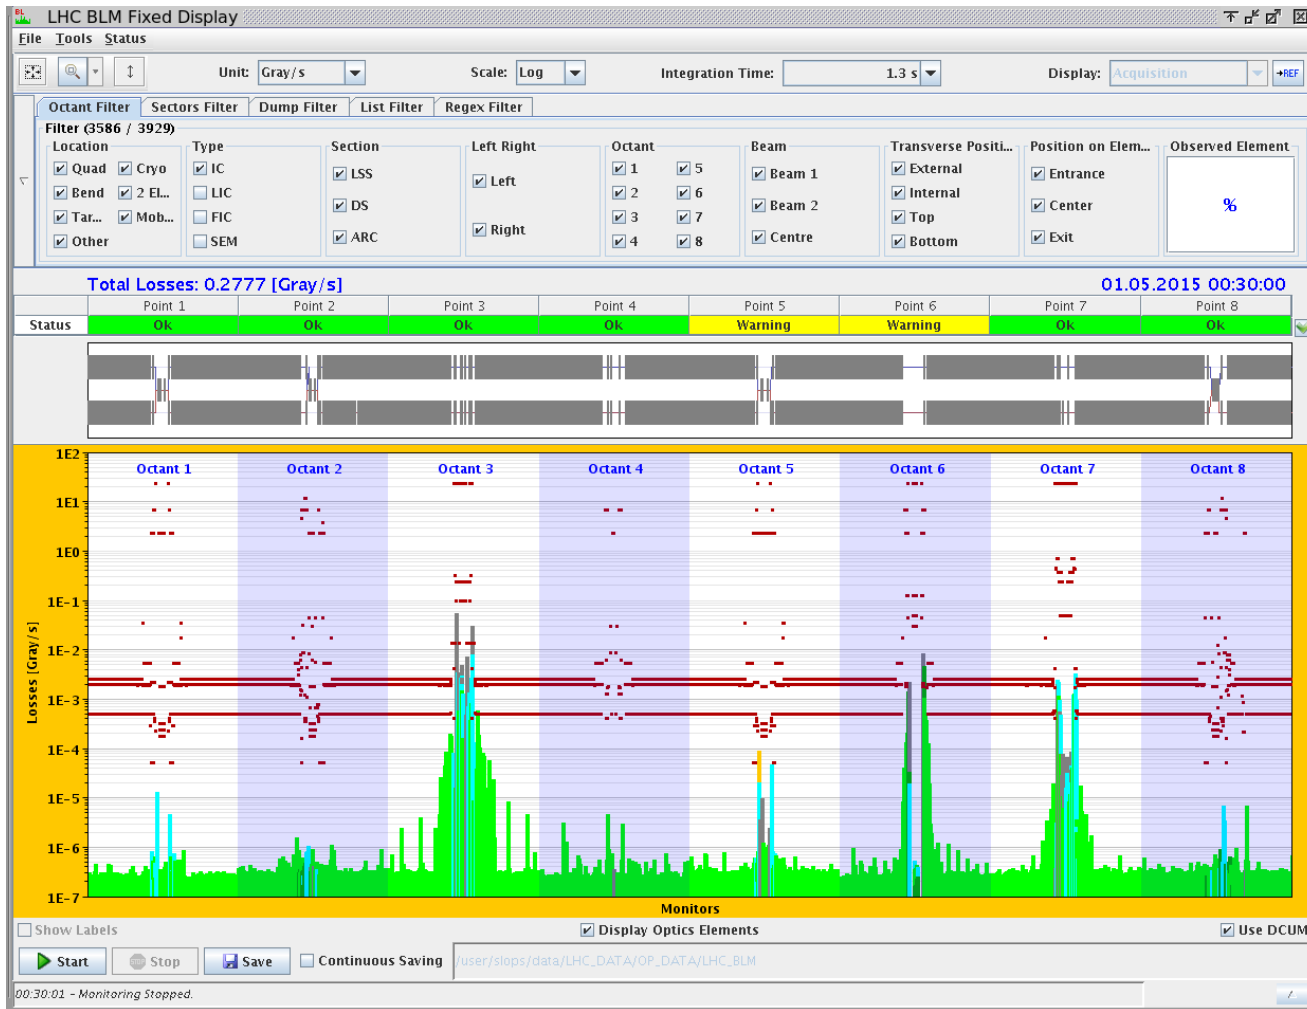 BL LHC BLM Fixed Display
File Tools Status
Unit: Gray/s Scale: Log Integration Time: 1.3 s Display: Acquisition →REF
Octant Filter Sectors Filter Dump Filter List Filter Regex Filter
Filter (3586 / 3929)
Location Type Section Left Right Octant Beam Transverse Positi... Position on Elem... Observed Element
Quad Cryo IC LSS Left 1 5 Beam 1 External Entrance
Bend 2 El... LIC DS Right 2 6 Beam 2 Internal Center %
Tar... Mob... FIC ARC 3 7 Centre Top Exit
Other SEM 4 8 Bottom
Total Losses: 0.2777 [Gray/s] 01.05.2015 00:30:00
Point 1 Point 2 Point 3 Point 4 Point 5 Point 6 Point 7 Point 8
Status Ok Ok Ok Ok Warning Warning Ok Ok
1E2
Octant 1 Octant 2 Octant 3 Octant 4 Octant 5 Octant 6 Octant 7 Octant 8
1E1
1E0
1E-1
1E-2
1E-3
1E-4
1E-5
1E-6
1E-7
Losses [Gray/s]
Monitors
Show Labels Display Optics Elements Use DCUM
Start Stop Save Continuous Saving /user/slops/data/LHC_DATA/OP_DATA/LHC_BLM
00:30:01 - Monitoring Stopped.